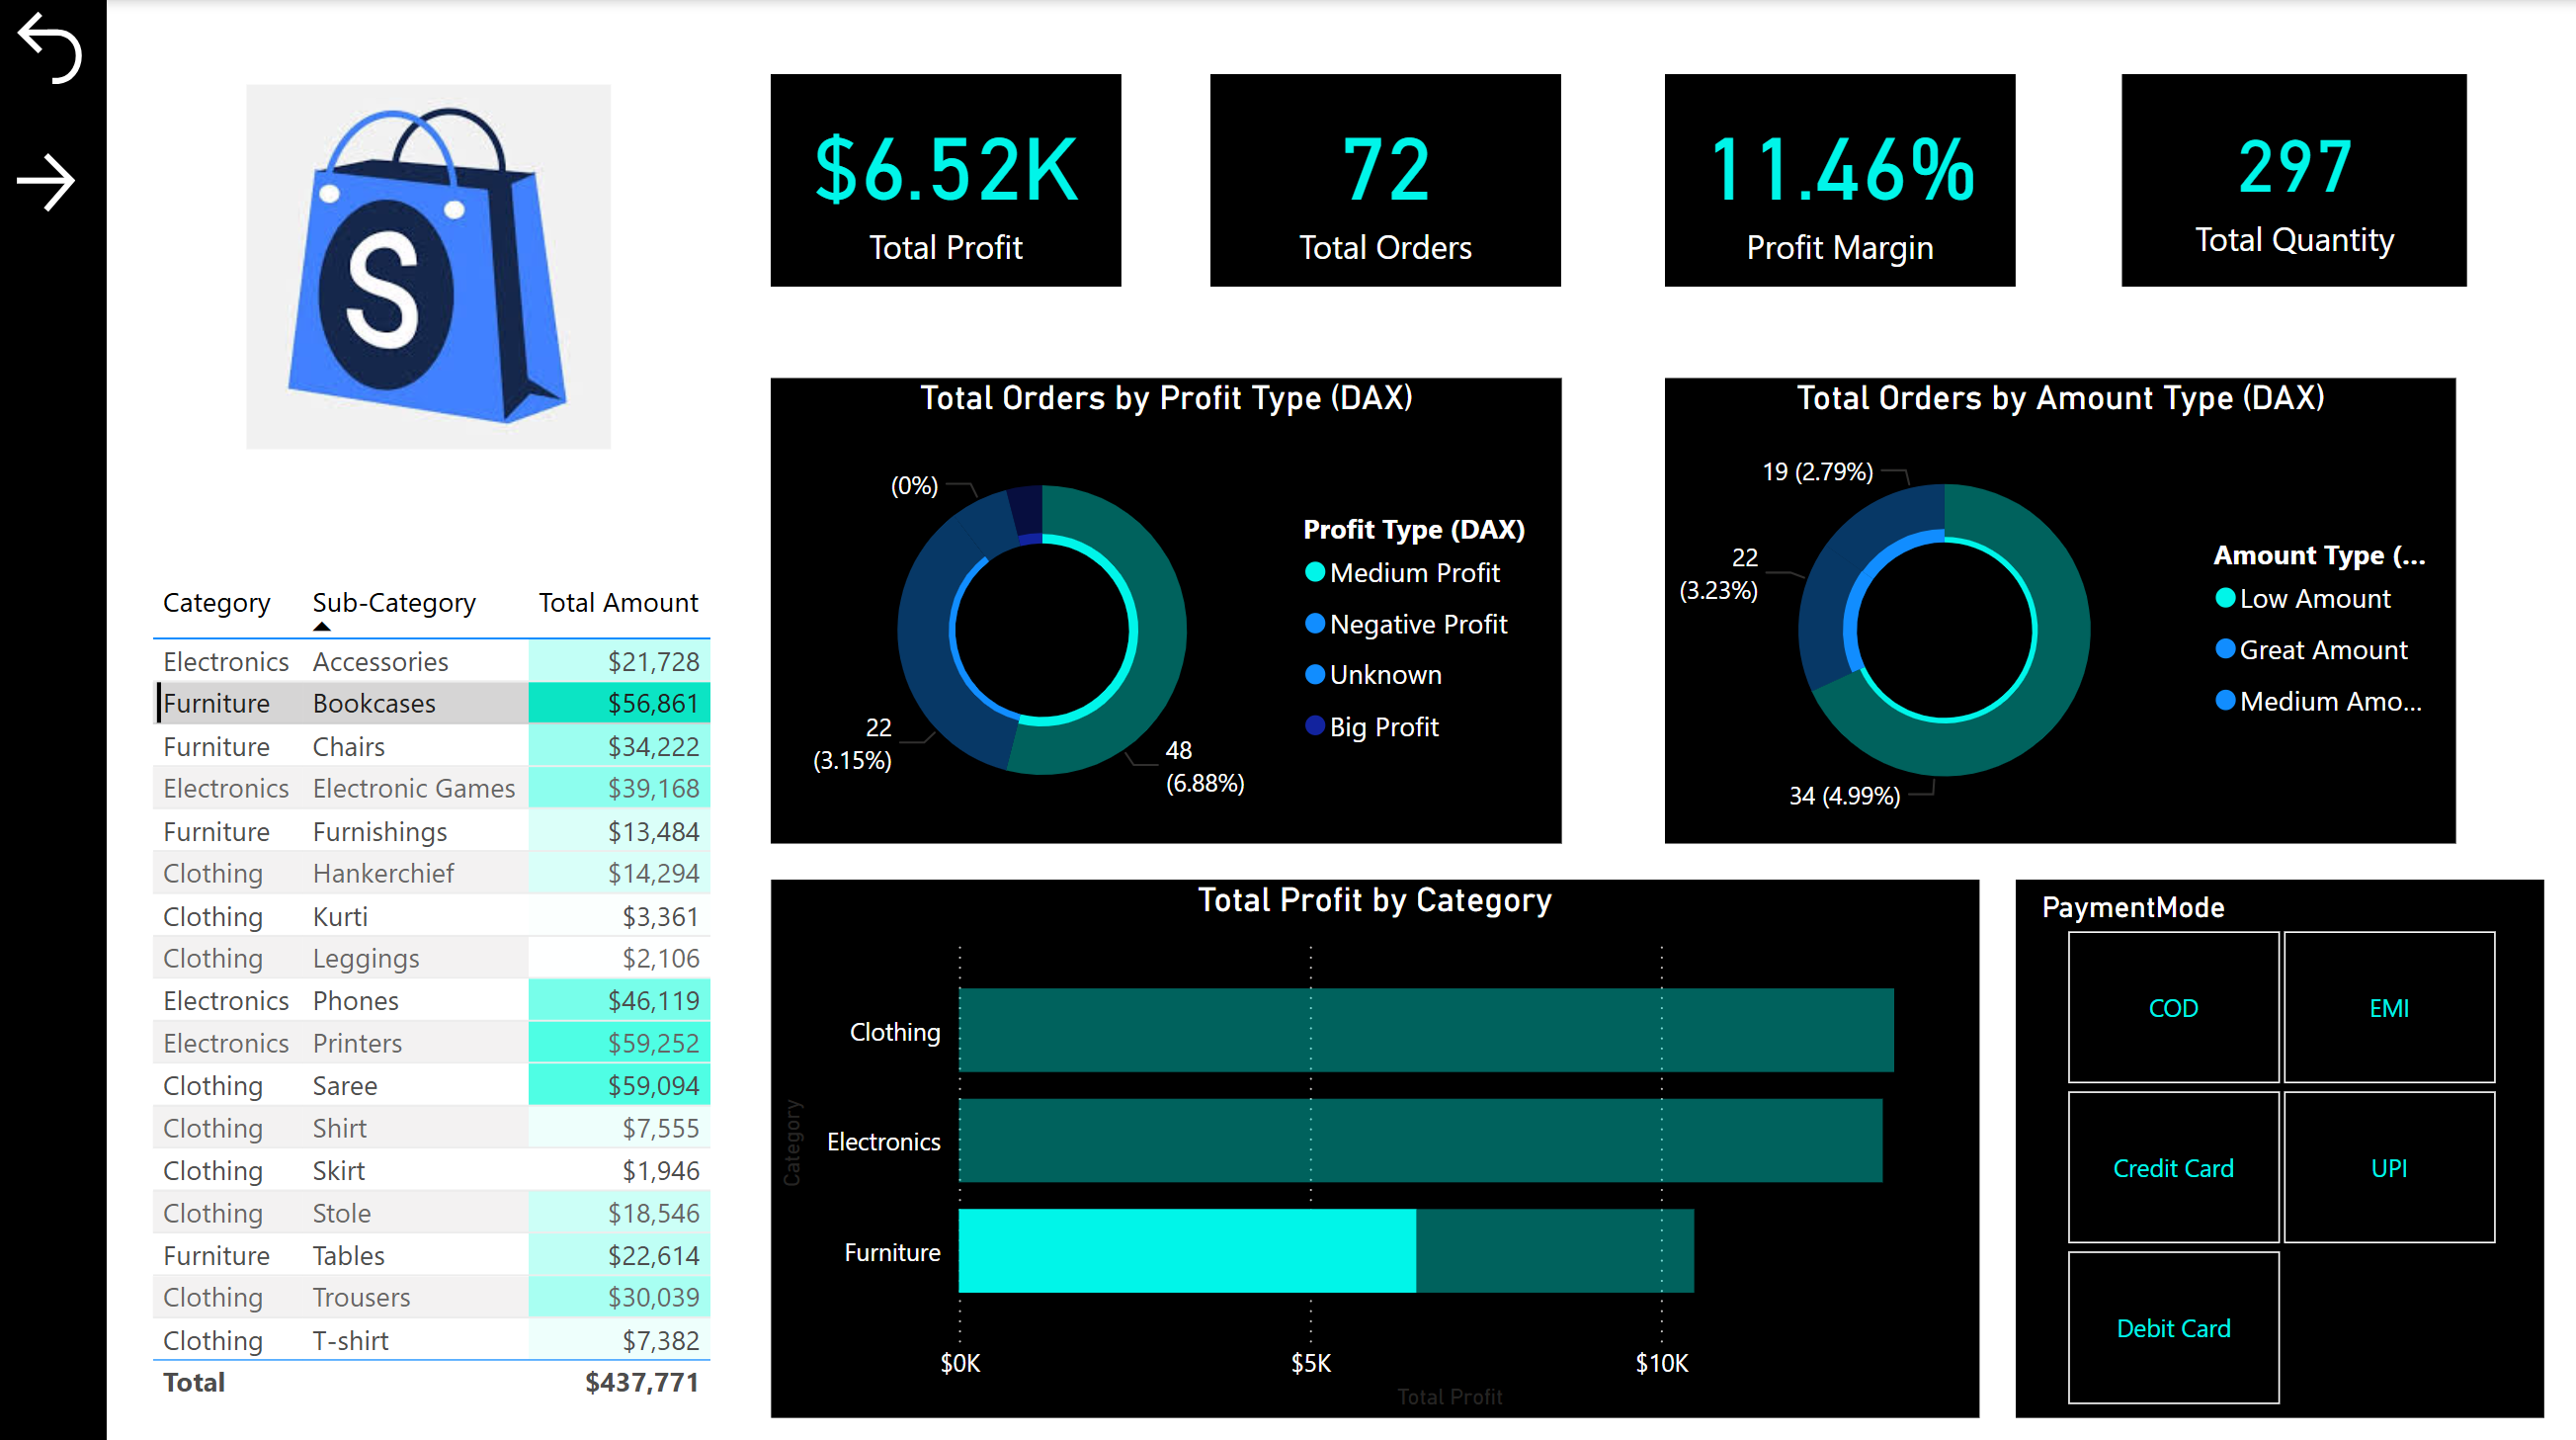 S
$6.52K
Total Profit
72
Total Orders
11.46%
Profit Margin
297
Total Quantity
Category Sub-Category Total Amount
Electronics Accessories $21,728
Furniture Bookcases $56,861
Furniture Chairs $34,222
Electronics Electronic Games $39,168
Furniture Furnishings $13,484
Clothing Hankerchief $14,294
Clothing Kurti $3,361
Clothing Leggings $2,106
Electronics Phones $46,119
Electronics Printers $59,252
Clothing Saree $59,094
Clothing Shirt $7,555
Clothing Skirt $1,946
Clothing Stole $18,546
Furniture Tables $22,614
Clothing Trousers $30,039
Clothing T-shirt $7,382
Total $437,771
Total Orders by Profit Type (DAX)
(0%)
22
(3.15%)
48
(6.88%)
Profit Type (DAX)
Medium Profit
Negative Profit
Unknown
Big Profit
Total Orders by Amount Type (DAX)
19 (2.79%)
22
(3.23%)
34 (4.99%)
Amount Type (...
Low Amount
Great Amount
Medium Amo...
Total Profit by Category
Category
Clothing
Electronics
Furniture
$0K $5K $10K
Total Profit
PaymentMode
COD EMI
Credit Card UPI
Debit Card